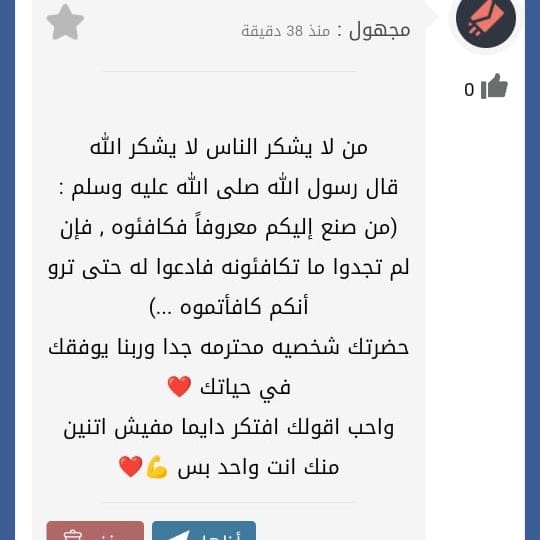 مجهول : منذ 38 دقيقة
0
من لا يشكر الناس لا يشكر الله
قال رسول الله صلى الله عليه وسلم :
(من صنع إليكم معروفاً فكافئوه , فإن
لم تجدوا ما تكافئونه فادعوا له حتى ترو
أنكم كافأتموه ...)
حضرتك شخصيه محترمه جدا وربنا يوفقك
في حياتك ❤️
واحب اقولك افتكر دايما مفيش اتنين
منك انت واحد بس 💪❤️